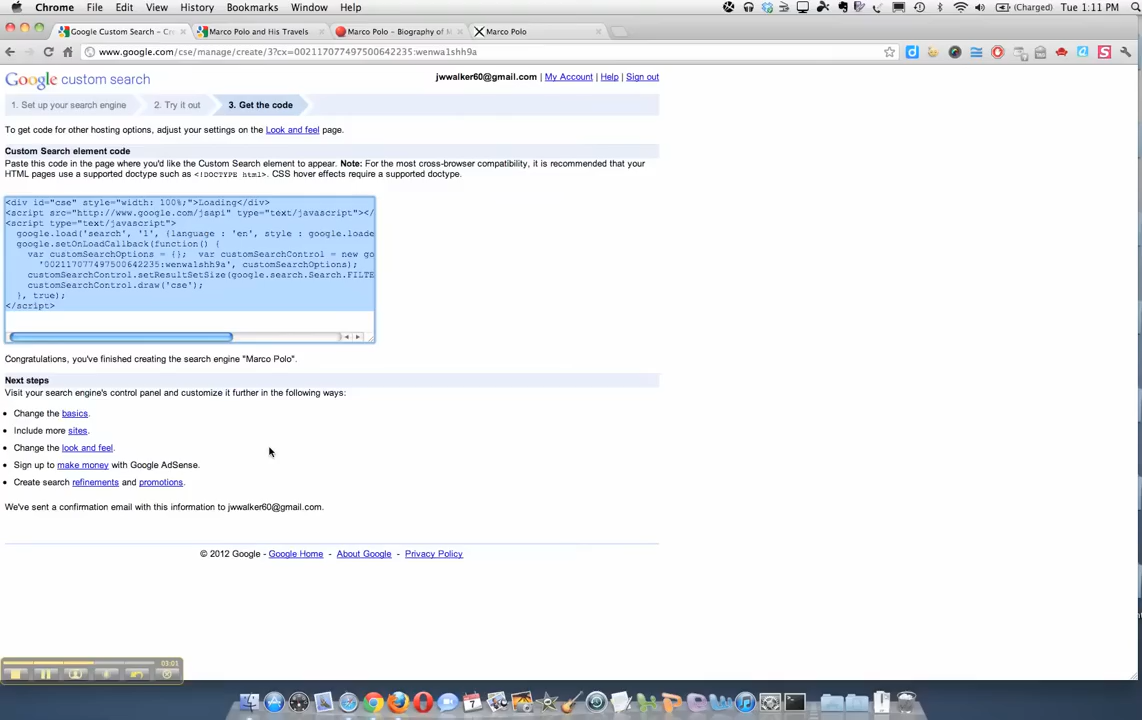 Chrome File Edit View History Bookmarks Window Help (Charged) Tue 1:11 PM
Google Custom Search - Cr Marco Polo and His Travels Marco Polo – Biography of M Marco Polo
www.google.com/cse/manage/create/3?cx=002117077497500642235:wenwa1shh9a
Google custom search
jwwalker60@gmail.com | My Account | Help | Sign out
1. Set up your search engine 2. Try it out 3. Get the code
To get code for other hosting options, adjust your settings on the Look and feel page.
Custom Search element code
Paste this code in the page where you'd like the Custom Search element to appear. Note: For the most cross-browser compatibility, it is recommended that your
HTML pages use a supported doctype such as <!DOCTYPE html>. CSS hover effects require a supported doctype.
<div id="cse" style="width: 100%;">Loading</div>
<script src="http://www.google.com/jsapi" type="text/javascript"></
<script type="text/javascript">
google.load('search', '1', {language : 'en', style : google.loade
google.setOnLoadCallback(function() {
var customSearchOptions = {}; var customSearchControl = new go
'002117077497500642235:wenwa1shh9a', customSearchOptions);
customSearchControl.setResultSetSize(google.search.Search.FILTE
customSearchControl.draw('cse');
}, true);
</script>
Congratulations, you've finished creating the search engine "Marco Polo".
Next steps
Visit your search engine's control panel and customize it further in the following ways:
Change the basics.
Include more sites.
Change the look and feel.
Sign up to make money with Google AdSense.
Create search refinements and promotions.
We've sent a confirmation email with this information to jwwalker60@gmail.com.
© 2012 Google - Google Home - About Google - Privacy Policy
03:01